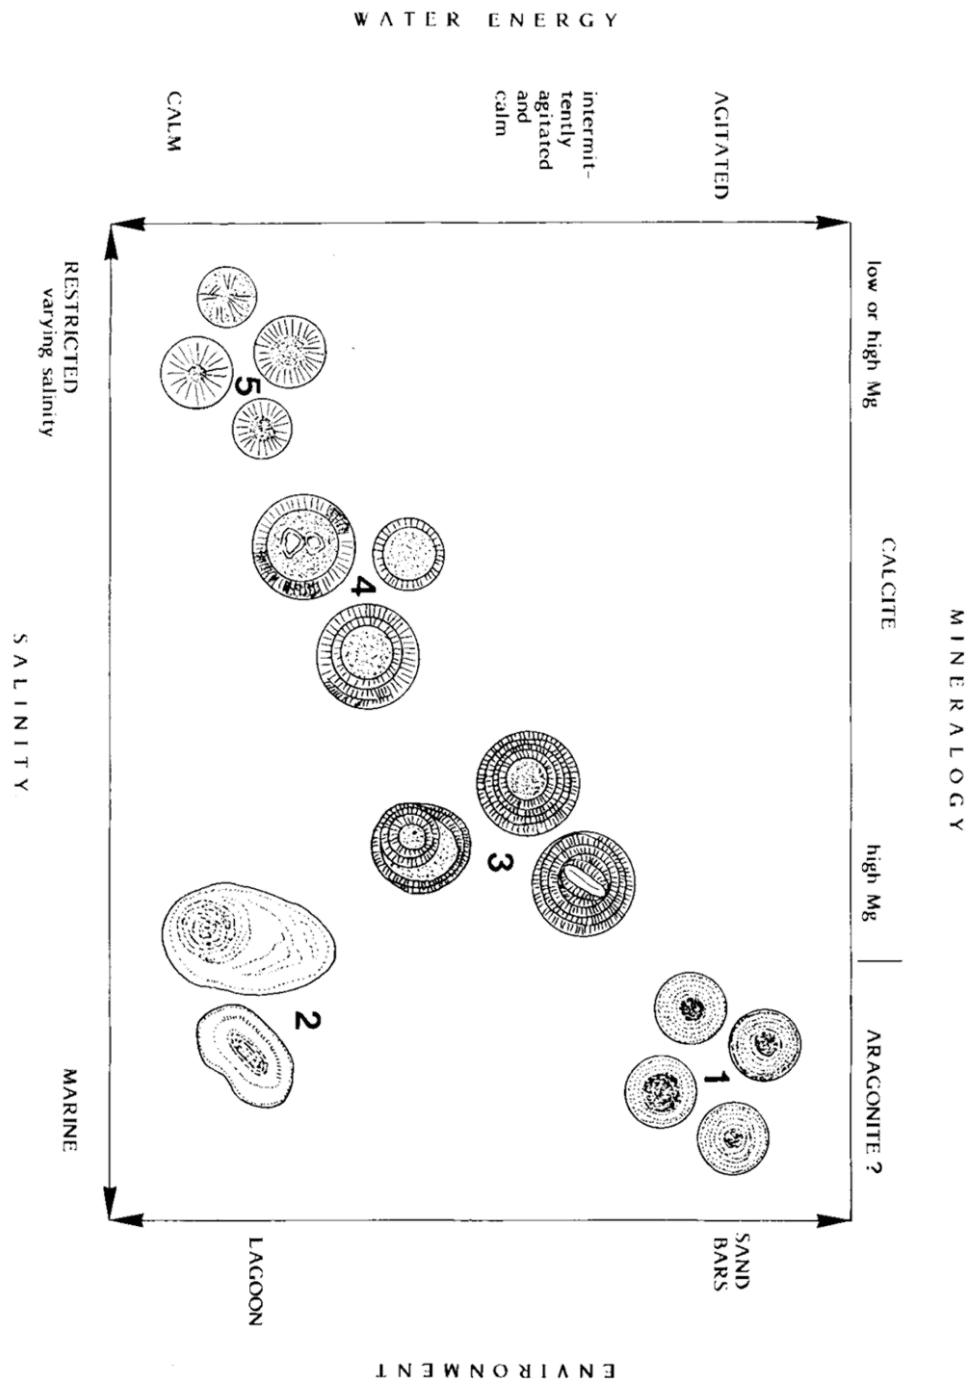 WATER ENERGY
CALM
intermit-
tently
agitated
and
calm
AGITATED
MINERALOGY
low or high Mg
CALCITE
high Mg
ARAGONITE ?
5
4
3
2
1
RESTRICTED
varying salinity
MARINE
SALINITY
LAGOON
SAND
BARS
ENVIRONMENT